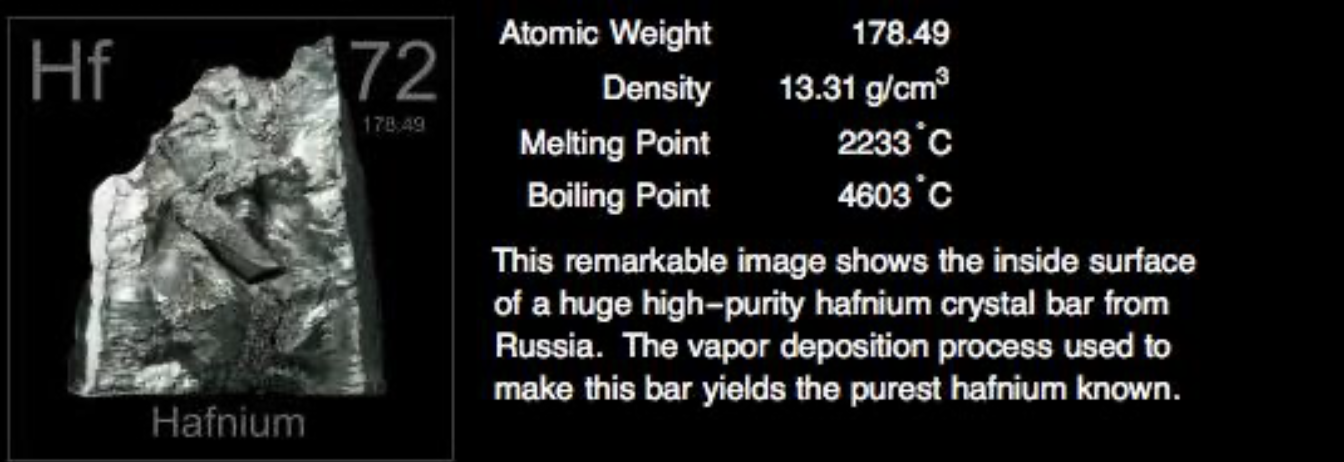 Hf 72
178.49
Hafnium
Atomic Weight 178.49
Density 13.31 g/cm³
Melting Point 2233 °C
Boiling Point 4603 °C
This remarkable image shows the inside surface
of a huge high–purity hafnium crystal bar from
Russia.  The vapor deposition process used to
make this bar yields the purest hafnium known.